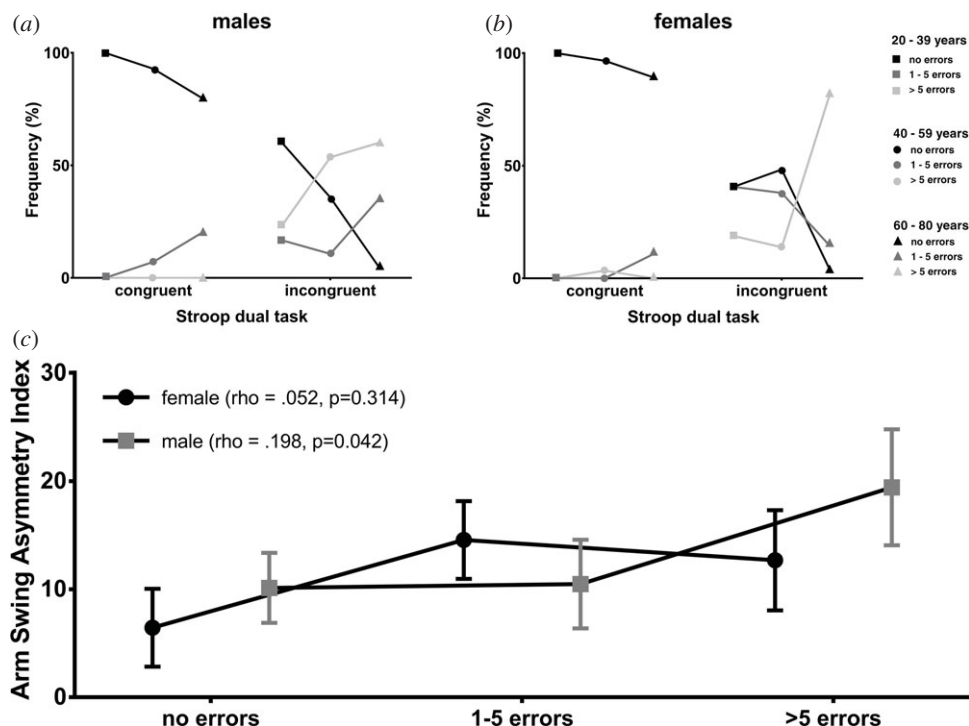 (a)
males
100
50
0
Frequency (%)
congruent
incongruent
Stroop dual task
(b)
females
100
50
0
Frequency (%)
congruent
incongruent
Stroop dual task
20 - 39 years
no errors
1 - 5 errors
> 5 errors
40 - 59 years
no errors
1 - 5 errors
> 5 errors
60 - 80 years
no errors
1 - 5 errors
> 5 errors
(c)
30
20
10
0
Arm Swing Asymmetry Index
female (rho = .052, p=0.314)
male (rho = .198, p=0.042)
no errors
1-5 errors
>5 errors